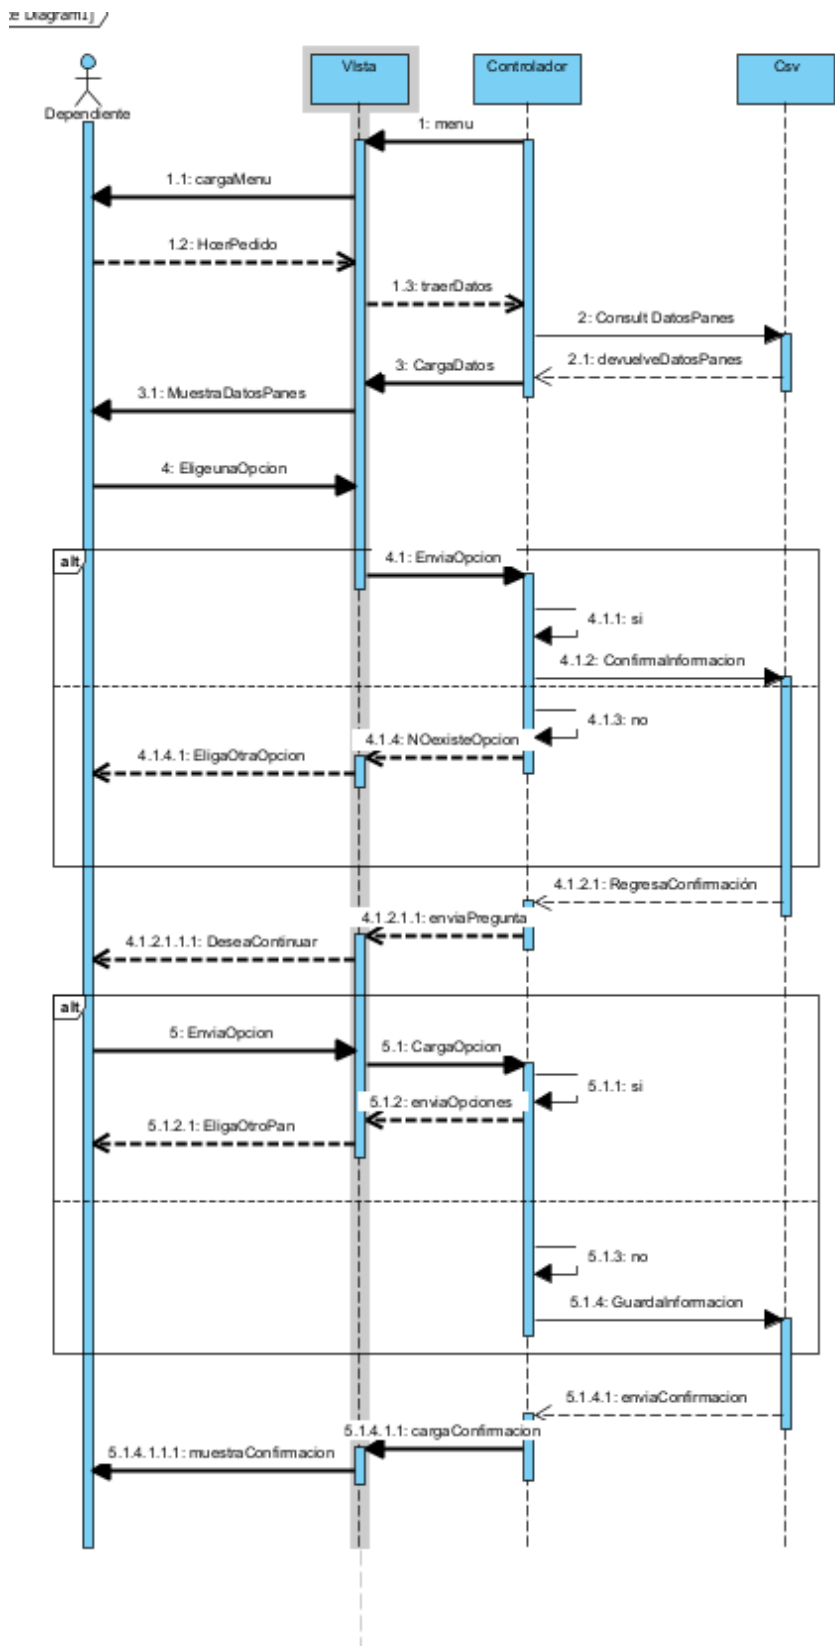 Diagram1]
Dependiente
VIsta
Controlador
Csv
1: menu
1.1: cargaMenu
1.2: HcerPedido
1.3: traerDatos
2: Consult DatosPanes
2.1: devuelveDatosPanes
3: CargaDatos
3.1: MuestraDatosPanes
4: EligeunaOpcion
alt
4.1: EnviaOpcion
4.1.1: si
4.1.2: ConfirmaInformacion
4.1.3: no
4.1.4: NOexisteOpcion
4.1.4.1: EligaOtraOpcion
4.1.2.1: RegresaConfirmación
4.1.2.1.1: enviaPregunta
4.1.2.1.1.1: DeseaContinuar
alt
5: EnviaOpcion
5.1: CargaOpcion
5.1.1: si
5.1.2: enviaOpciones
5.1.2.1: EligaOtroPan
5.1.3: no
5.1.4: GuardaInformacion
5.1.4.1: enviaConfirmacion
5.1.4.1.1: cargaConfirmacion
5.1.4.1.1.1: muestraConfirmacion